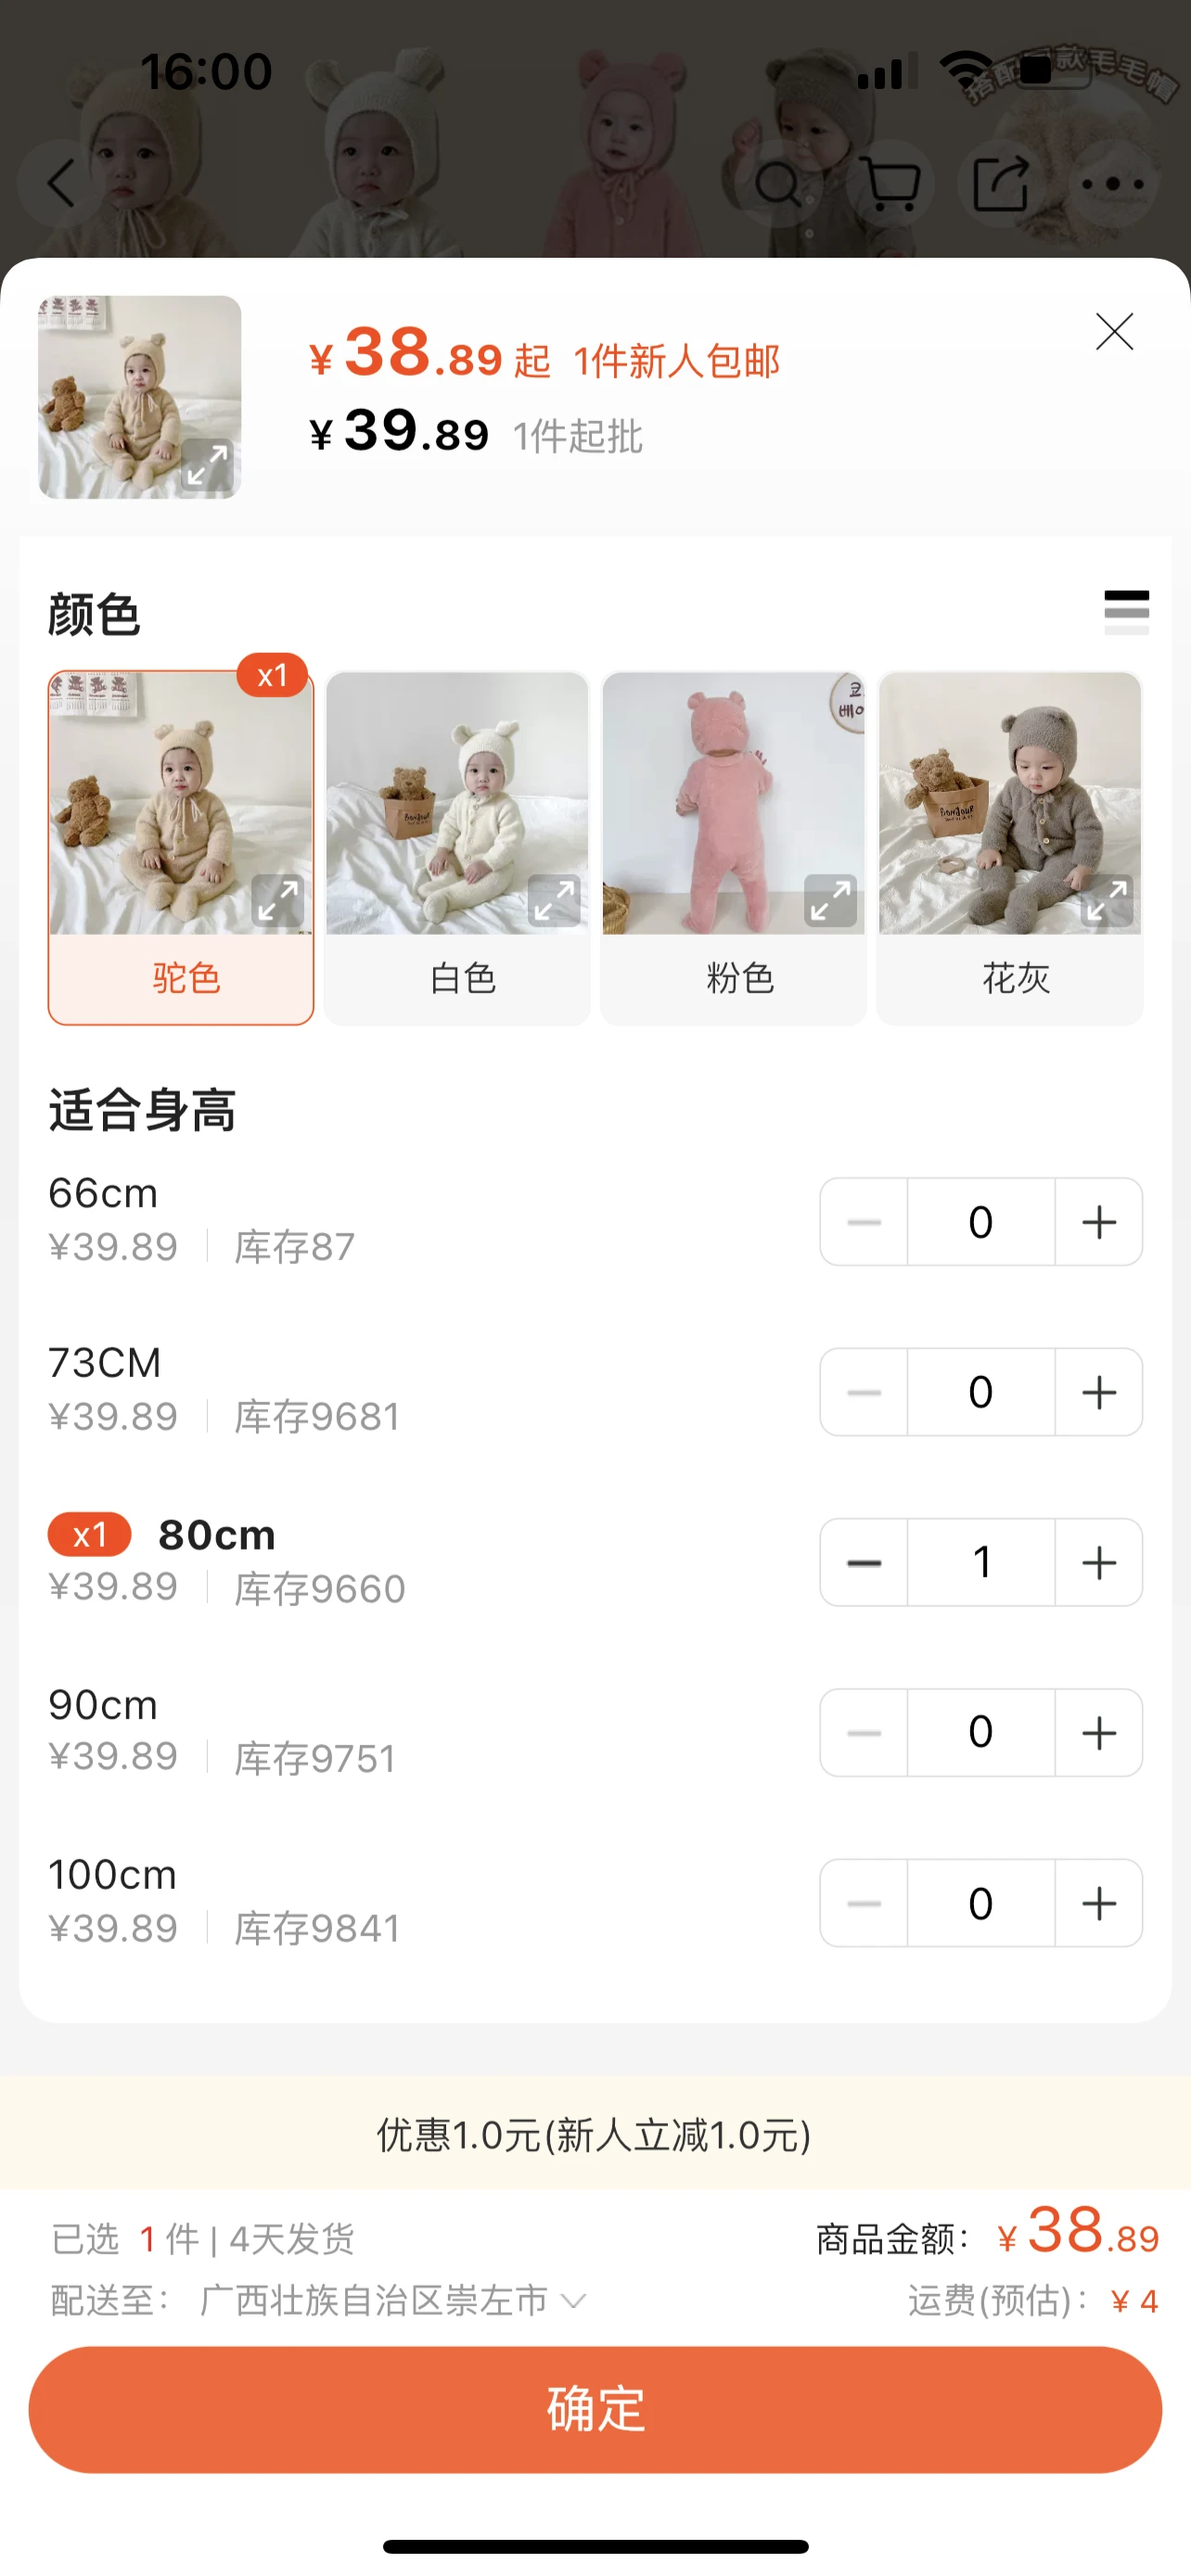 16:00
搭配同款毛毛帽
¥38.89起 1件新人包邮
¥39.89 1件起批
颜色
x1
코
베이
BONJOUR
BONJOUR
驼色
白色
粉色
花灰
适合身高
66cm
¥39.89 库存87
0
73CM
¥39.89 库存9681
0
x1 80cm
¥39.89 库存9660
1
90cm
¥39.89 库存9751
0
100cm
¥39.89 库存9841
0
优惠1.0元(新人立减1.0元)
已选 1 件 | 4天发货
商品金额: ¥38.89
配送至: 广西壮族自治区崇左市
运费(预估): ¥4
确定